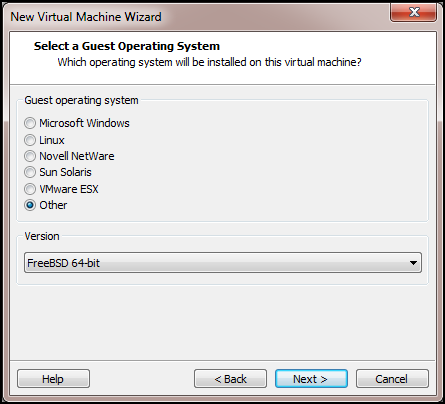 New Virtual Machine Wizard
Select a Guest Operating System
Which operating system will be installed on this virtual machine?
Guest operating system
Microsoft Windows
Linux
Novell NetWare
Sun Solaris
VMware ESX
Other
Version
FreeBSD 64-bit
Help
< Back
Next >
Cancel